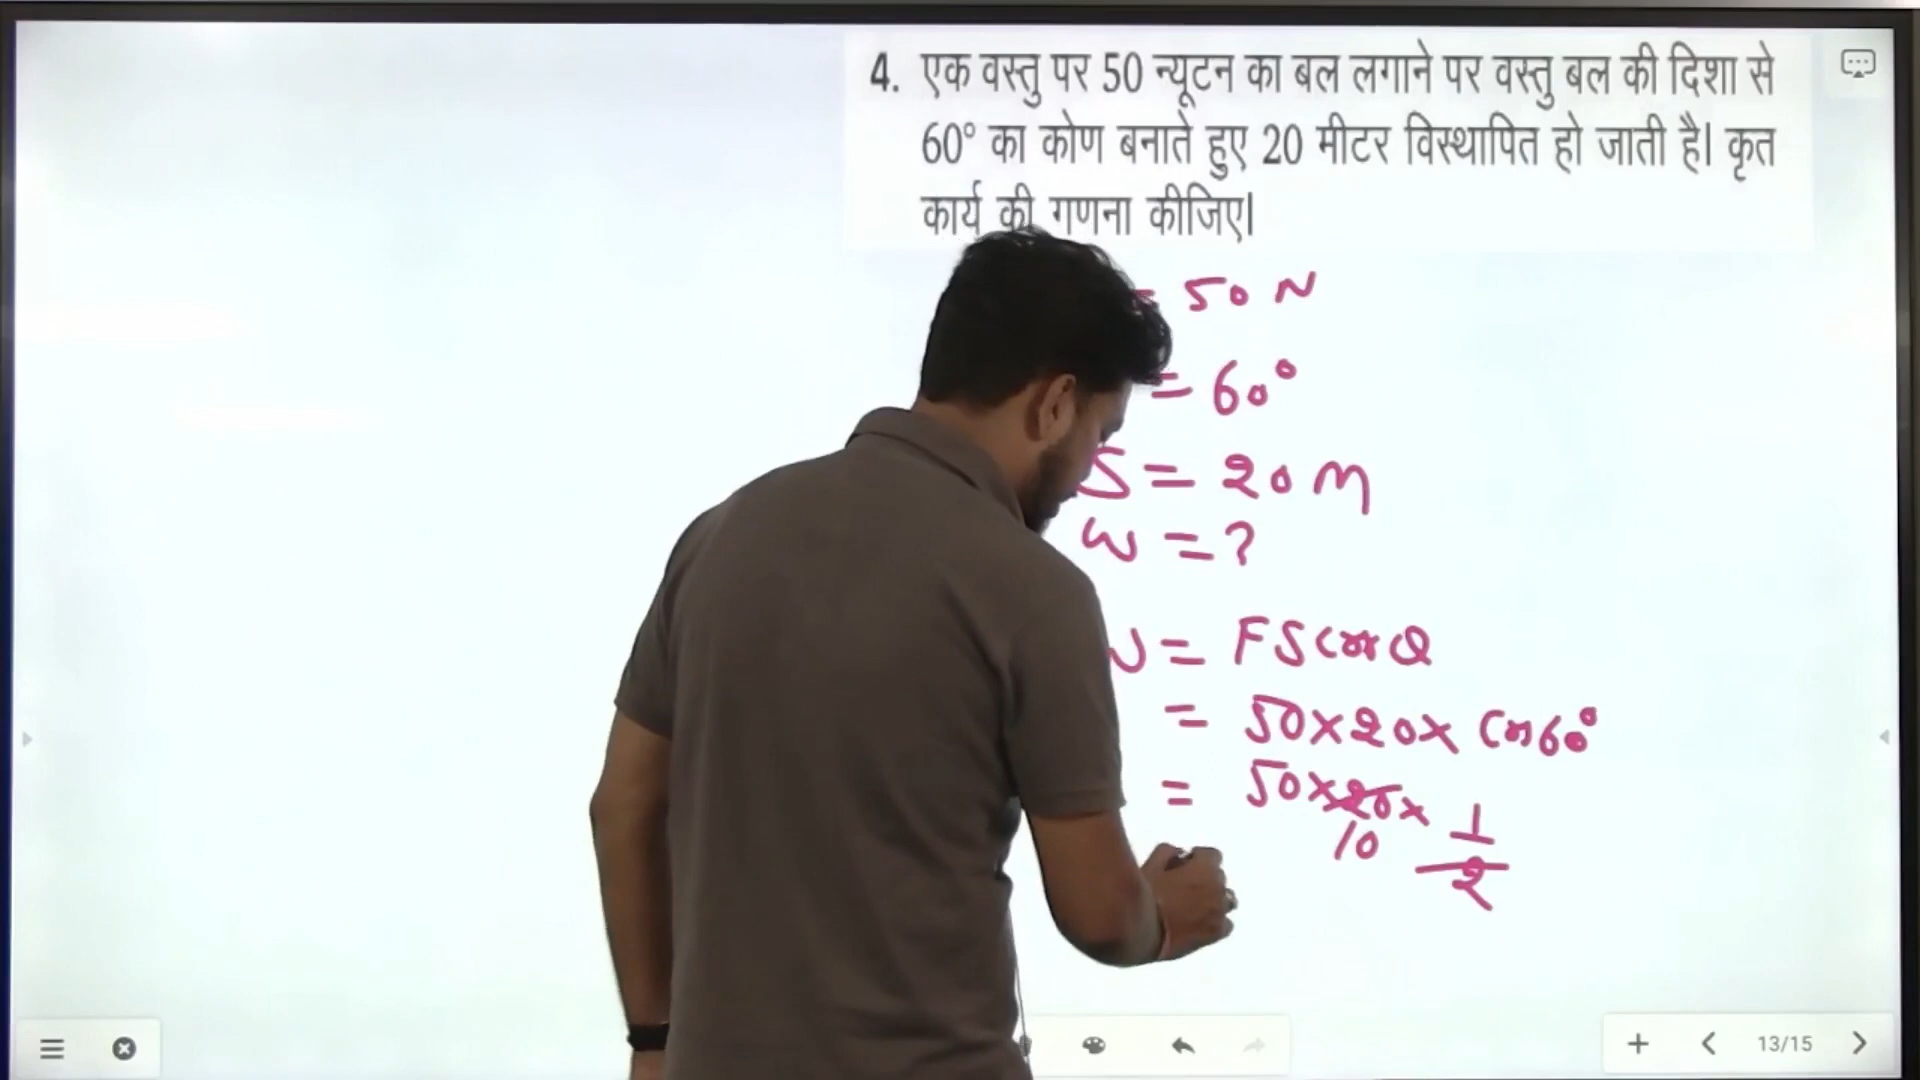 4. एक वस्तु पर 50 न्यूटन का बल लगाने पर वस्तु बल की दिशा से
60° का कोण बनाते हुए 20 मीटर विस्थापित हो जाती है। कृत
कार्य की गणना कीजिए।
= 50 N
= 60°
S = 20 M
W = ?
W = FS cos θ
= 50 × 20 × Cos 60°
= 50 × 20 × 1/2
10
13/15